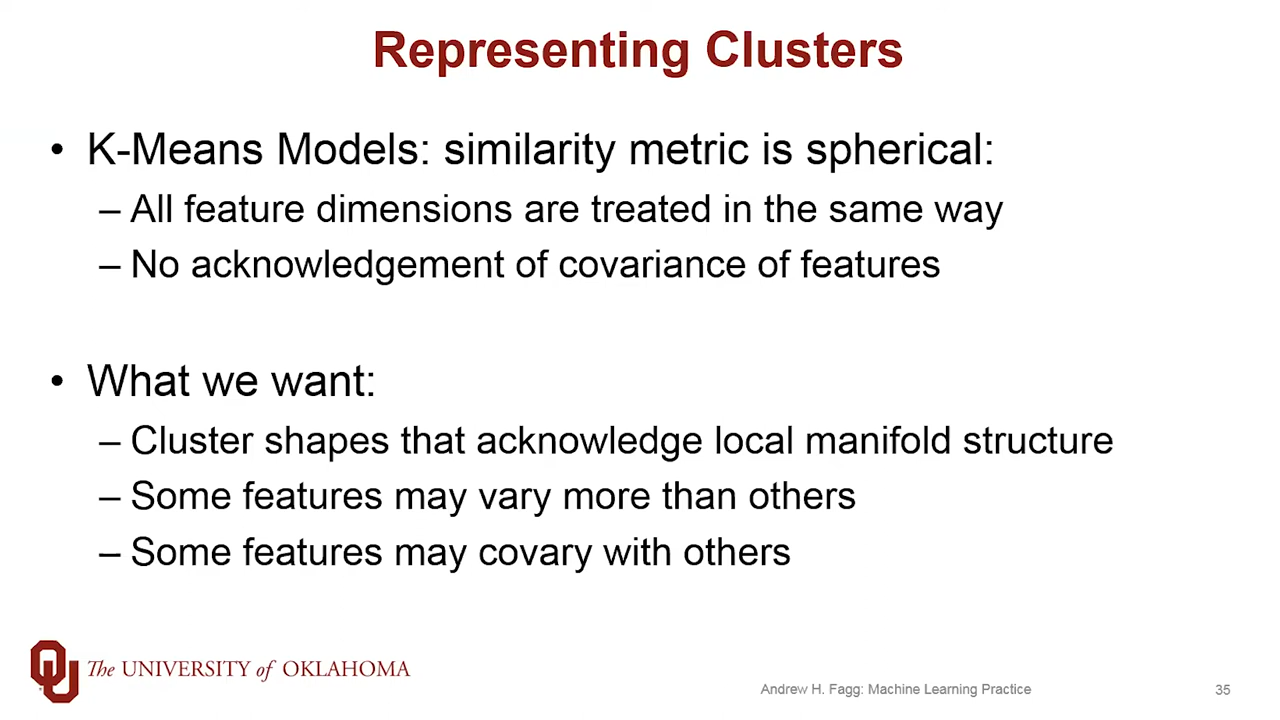 Representing Clusters
• K-Means Models: similarity metric is spherical:
– All feature dimensions are treated in the same way
– No acknowledgement of covariance of features
• What we want:
– Cluster shapes that acknowledge local manifold structure
– Some features may vary more than others
– Some features may covary with others
The UNIVERSITY of OKLAHOMA
Andrew H. Fagg: Machine Learning Practice
35